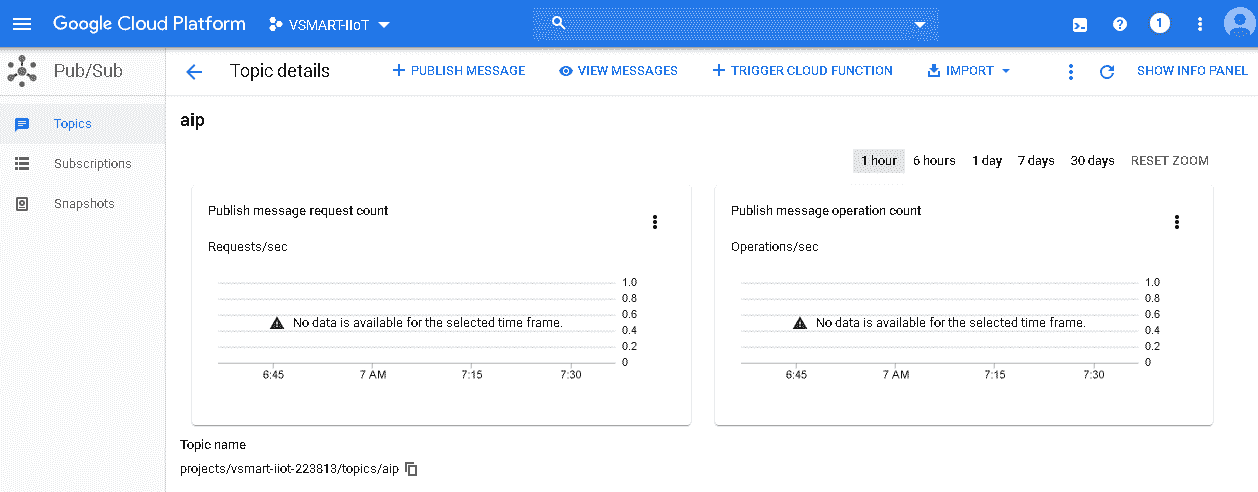 Google Cloud Platform VSMART-IIoT 1
Pub/Sub Topic details PUBLISH MESSAGE VIEW MESSAGES TRIGGER CLOUD FUNCTION IMPORT SHOW INFO PANEL
Topics
Subscriptions
Snapshots
aip
1 hour 6 hours 1 day 7 days 30 days RESET ZOOM
Publish message request count
Requests/sec
1.0
0.8
0.6
No data is available for the selected time frame.
0.4
0.2
0
6:45 7 AM 7:15 7:30
Publish message operation count
Operations/sec
1.0
0.8
0.6
No data is available for the selected time frame.
0.4
0.2
0
6:45 7 AM 7:15 7:30
Topic name
projects/vsmart-iiot-223813/topics/aip